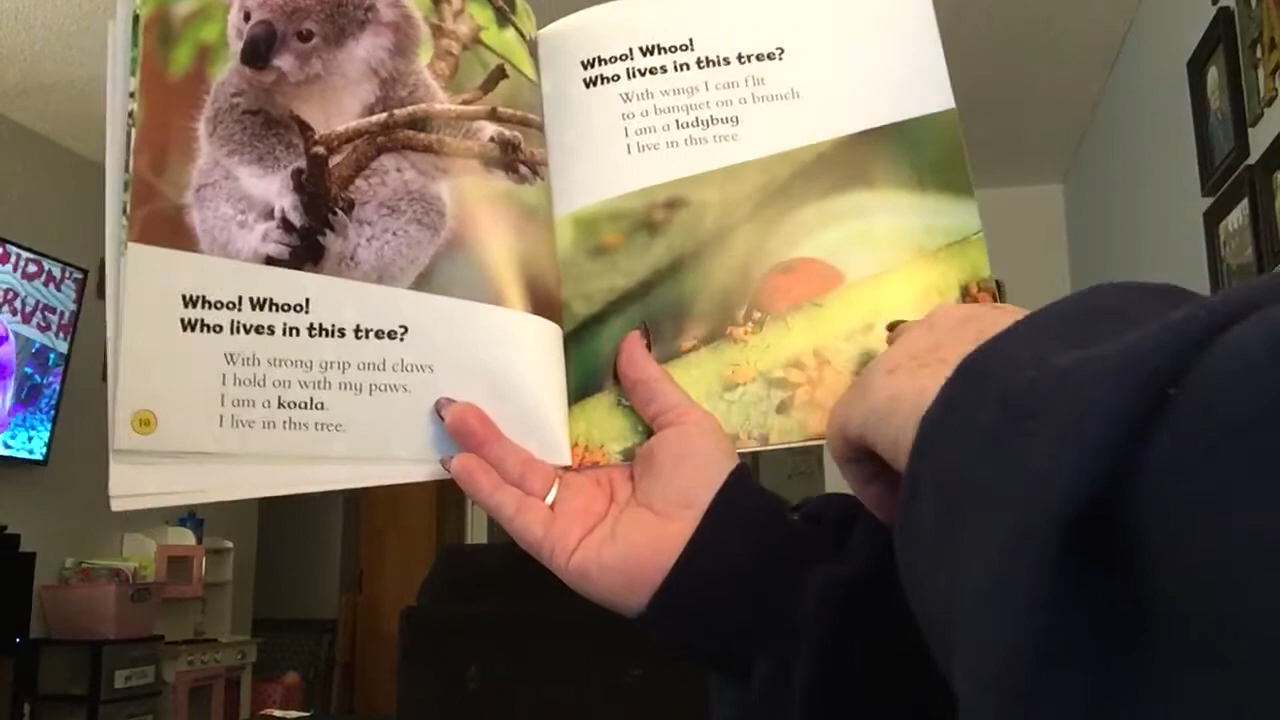 Whoo! Whoo!
Who lives in this tree?
With strong grip and claws
I hold on with my paws.
I am a koala.
I live in this tree.
10
Whoo! Whoo!
Who lives in this tree?
With wings I can flit
to a banquet on a branch.
I am a ladybug.
I live in this tree.
DIDN'T
RUSH